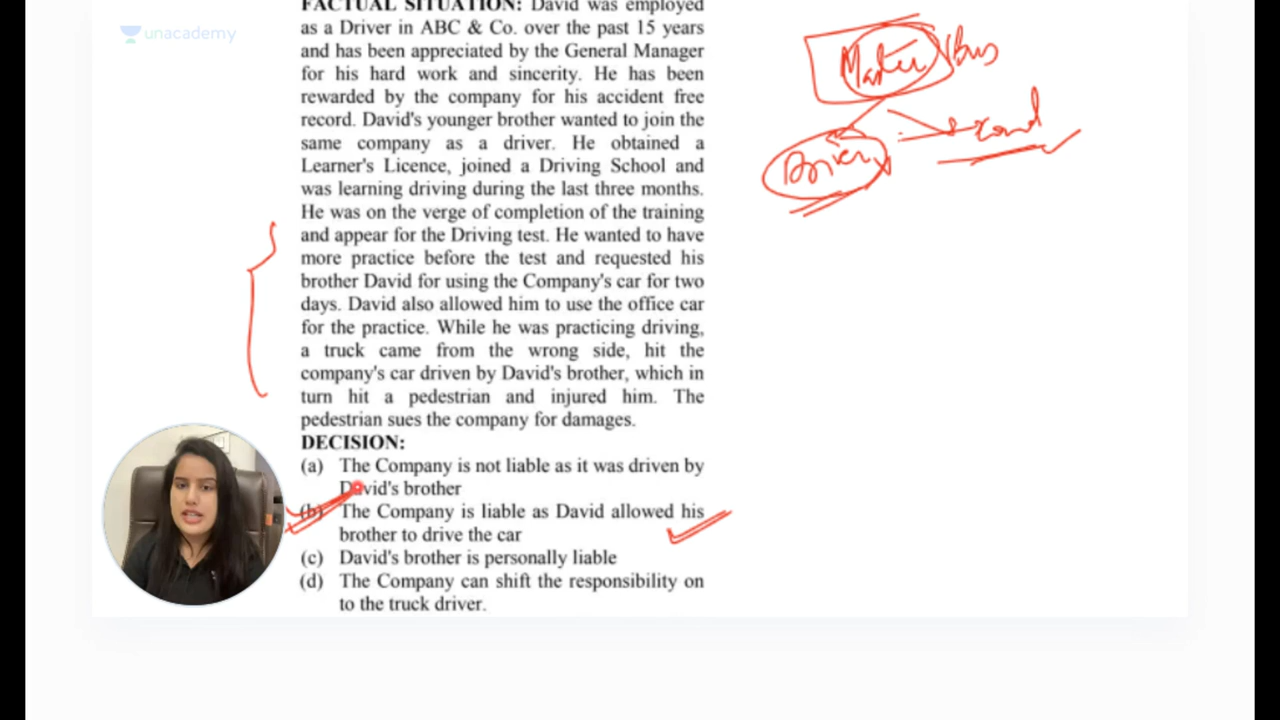 unacademy
FACTUAL SITUATION: David was employed
as a Driver in ABC & Co. over the past 15 years
and has been appreciated by the General Manager
for his hard work and sincerity. He has been
rewarded by the company for his accident free
record. David's younger brother wanted to join the
same company as a driver. He obtained a
Learner's Licence, joined a Driving School and
was learning driving during the last three months.
He was on the verge of completion of the training
and appear for the Driving test. He wanted to have
more practice before the test and requested his
brother David for using the Company's car for two
days. David also allowed him to use the office car
for the practice. While he was practicing driving,
a truck came from the wrong side, hit the
company's car driven by David's brother, which in
turn hit a pedestrian and injured him. The
pedestrian sues the company for damages.
DECISION:
(a) The Company is not liable as it was driven by
David's brother
(b) The Company is liable as David allowed his
brother to drive the car
(c) David's brother is personally liable
(d) The Company can shift the responsibility on
to the truck driver.
Master Bus
Driver